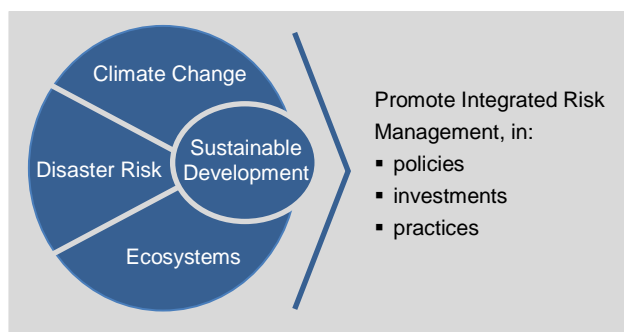 Climate Change
Disaster Risk
Sustainable
Development
Ecosystems
Promote Integrated Risk
Management, in:
▪ policies
▪ investments
▪ practices